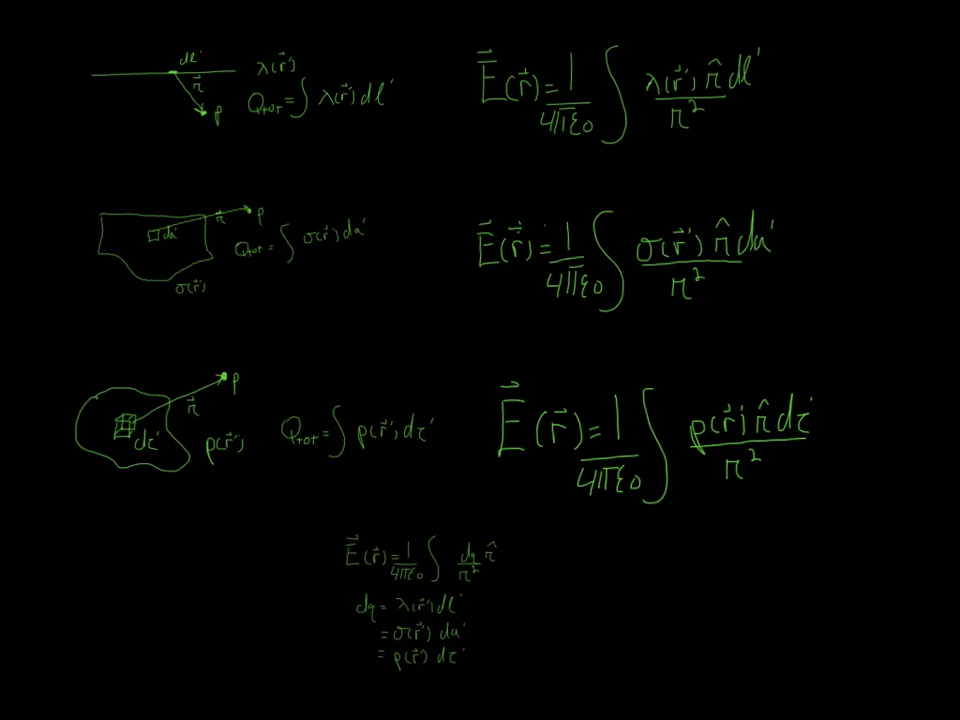 dl'
λ(r⃗')
𝓇⃗
p
Q_tot = ∫ λ(r⃗') dl'
E⃗(r⃗) = 1/4πε₀ ∫ λ(r⃗') 𝓇̂ dl' / 𝓇²
p
𝓇⃗
da'
Q_tot = ∫ σ(r⃗') da'
σ(r⃗')
E⃗(r⃗) = 1/4πε₀ ∫ σ(r⃗') 𝓇̂ da' / 𝓇²
p
𝓇⃗
dτ'
ρ(r⃗')
Q_tot = ∫ ρ(r⃗') dτ'
E⃗(r⃗) = 1/4πε₀ ∫ ρ(r⃗') 𝓇̂ dτ' / 𝓇²
E⃗(r⃗) = 1/4πε₀ ∫ dq/𝓇² 𝓇̂
dq = λ(r⃗') dl'
= σ(r⃗') da'
= ρ(r⃗') dτ'